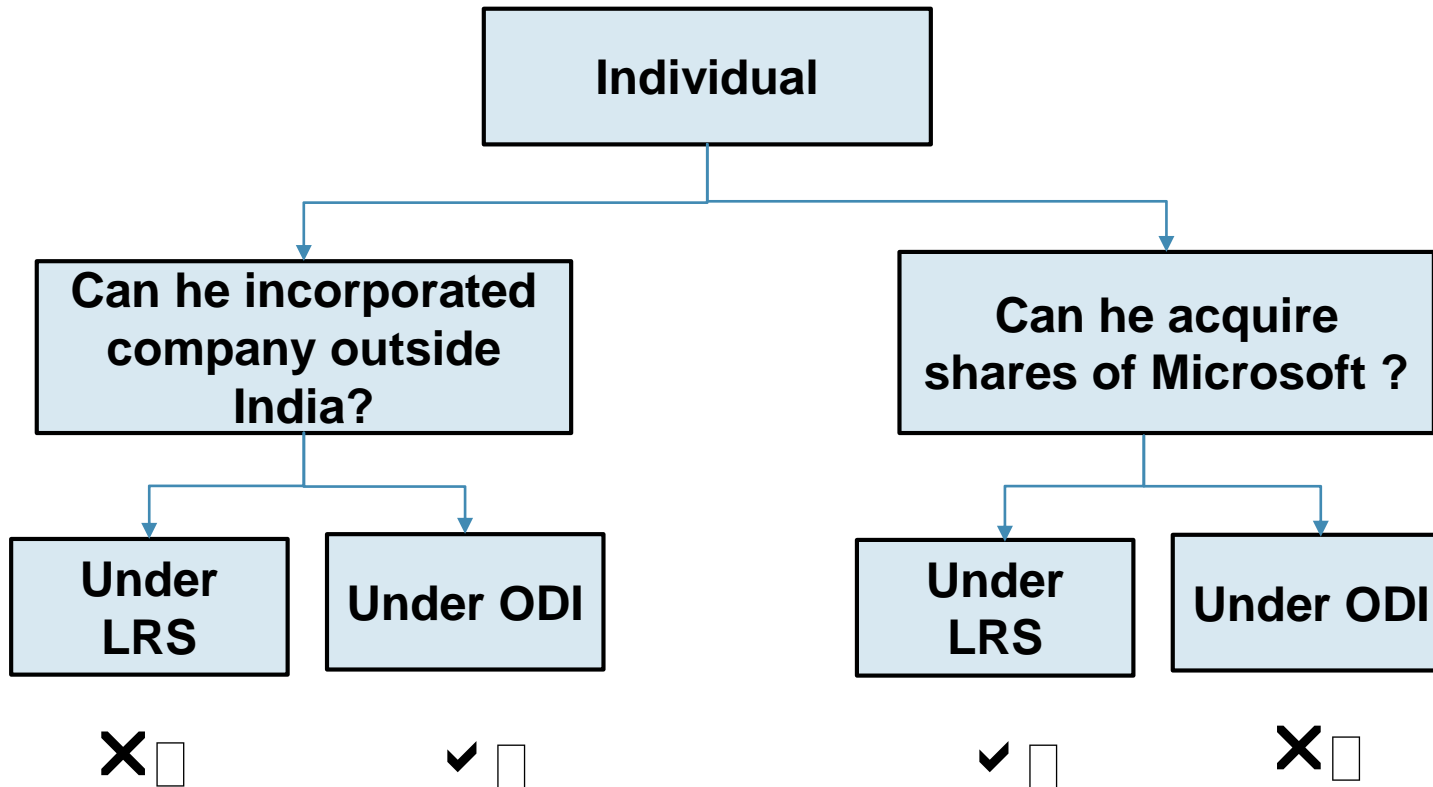 Individual
Can he incorporated
company outside
India?
Can he acquire
shares of Microsoft ?
Under
LRS
Under ODI
Under
LRS
Under ODI